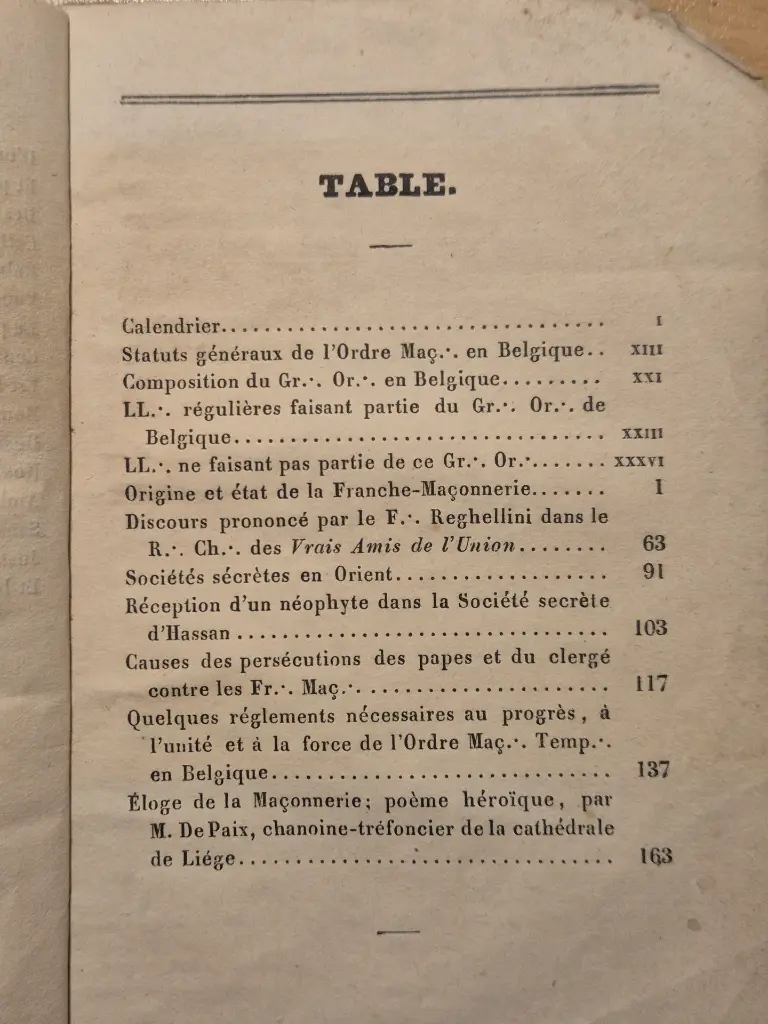 TABLE.
Calendrier.................................. I
Statuts généraux de l'Ordre Maç.·. en Belgique.. XIII
Composition du Gr.·. Or.·. en Belgique......... XXI
LL.·. régulières faisant partie du Gr.·. Or.·. de
Belgique.................................. XXIII
LL.·. ne faisant pas partie de ce Gr.·. Or.·....... XXXVI
Origine et état de la Franche-Maçonnerie....... 1
Discours prononcé par le F.·. Reghellini dans le
R.·. Ch.·. des Vrais Amis de l'Union........ 63
Sociétés sécrètes en Orient................... 91
Réception d'un néophyte dans la Société secrète
d'Hassan.................................. 103
Causes des persécutions des papes et du clergé
contre les Fr.·. Maç.·........................ 117
Quelques réglements nécessaires au progrès, à
l'unité et à la force de l'Ordre Maç.·. Temp.·.
en Belgique............................... 137
Éloge de la Maçonnerie; poème héroïque, par
M. De Paix, chanoine-tréfoncier de la cathédrale
de Liége.................................. 163